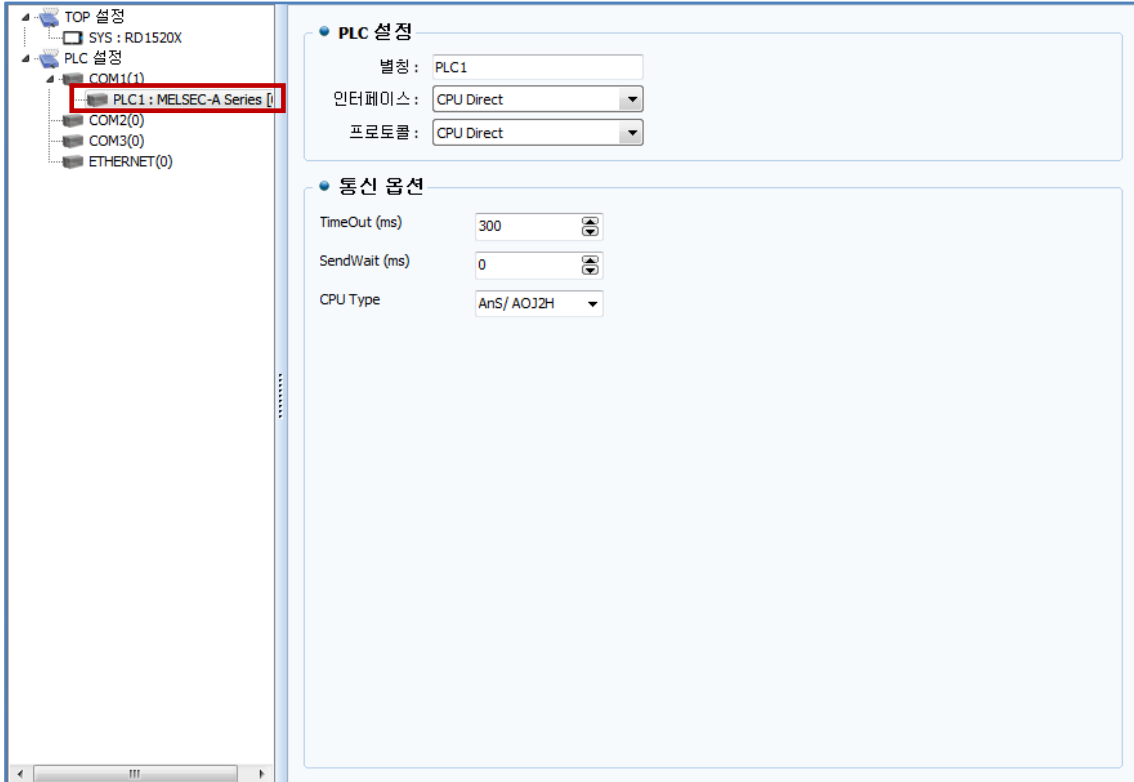 TOP 설정
SYS : RD1520X
PLC 설정
COM1(1)
PLC1 : MELSEC-A Series
COM2(0)
COM3(0)
ETHERNET(0)
PLC 설정
별칭 : PLC1
인터페이스 : CPU Direct
프로토콜 : CPU Direct
통신 옵션
TimeOut (ms) 300
SendWait (ms) 0
CPU Type AnS/ AOJ2H